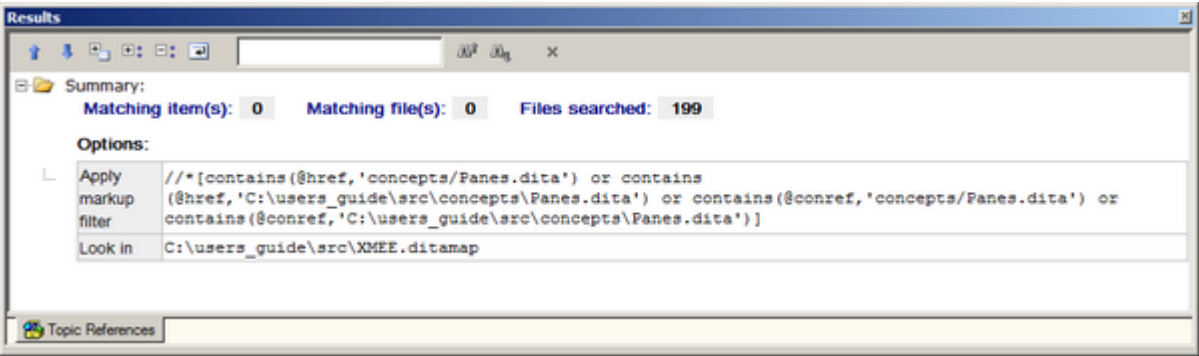 Results
Summary:
Matching item(s): 0 Matching file(s): 0 Files searched: 199
Options:
Apply markup filter
//*[contains(@href,'concepts/Panes.dita') or contains
(@href,'C:\users_guide\src\concepts\Panes.dita') or contains(@conref,'concepts/Panes.dita') or
contains(@conref,'C:\users_guide\src\concepts\Panes.dita')]
Look in C:\users_guide\src\XMEE.ditamap
Topic References